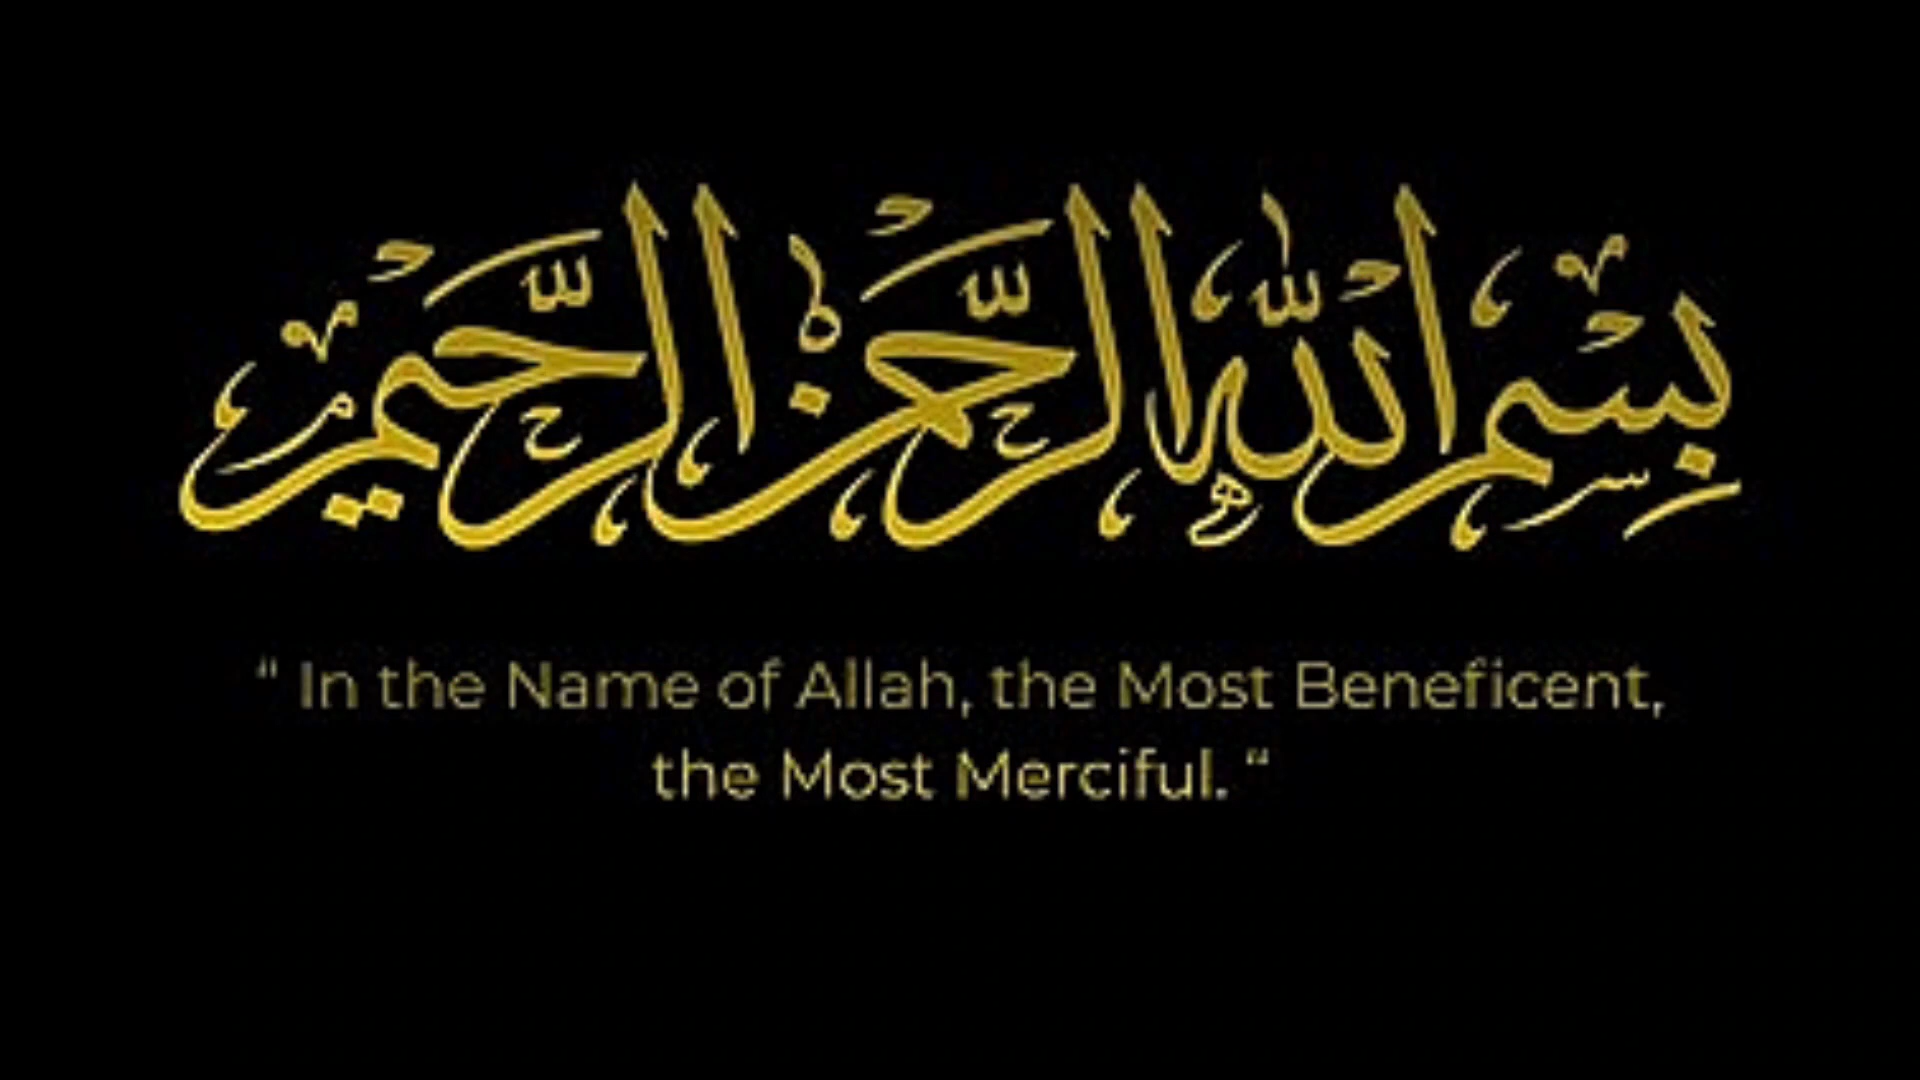 بسم الله الرحمن الرحيم
“ In the Name of Allah, the Most Beneficent,
the Most Merciful. “